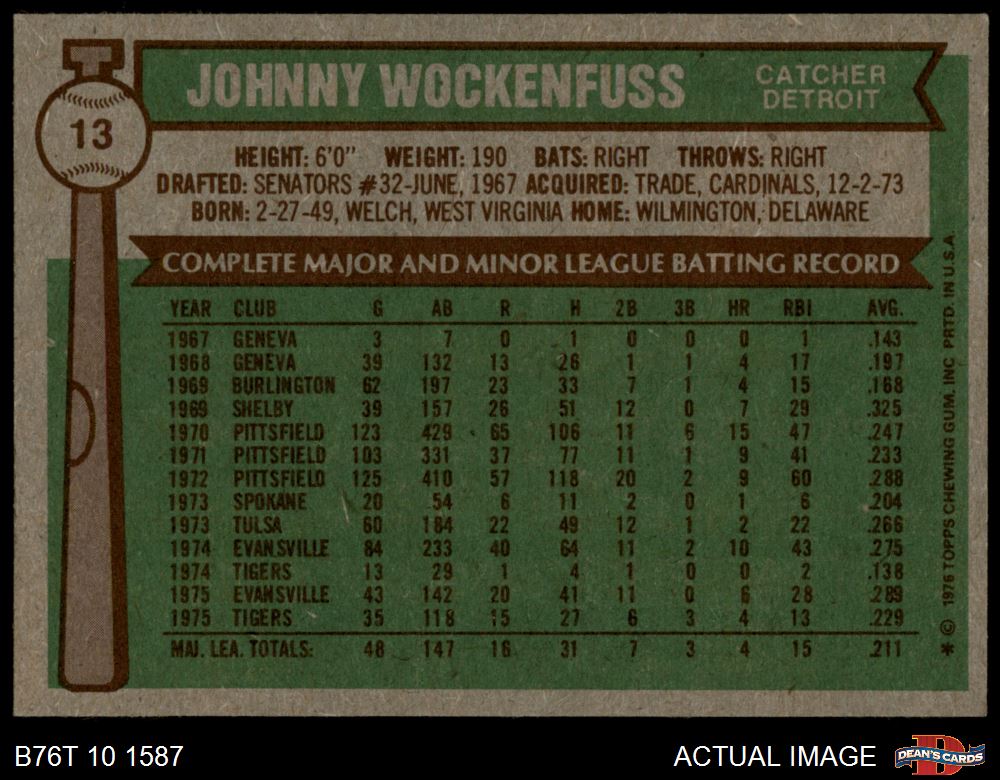 T
JOHNNY WOCKENFUSS
CATCHER
DETROIT
13
HEIGHT: 6'0" WEIGHT: 190 BATS: RIGHT THROWS: RIGHT
DRAFTED: SENATORS #32-JUNE, 1967 ACQUIRED: TRADE, CARDINALS, 12-2-73
BORN: 2-27-49, WELCH, WEST VIRGINIA HOME: WILMINGTON, DELAWARE
COMPLETE MAJOR AND MINOR LEAGUE BATTING RECORD
YEAR CLUB G AB R H 2B 3B HR RBI AVG.
1967 GENEVA 3 7 0 1 0 0 0 1 .143
1968 GENEVA 39 132 13 26 1 1 4 17 .197
1969 BURLINGTON 62 197 23 33 7 1 4 15 .168
1969 SHELBY 39 157 26 51 12 0 7 29 .325
1970 PITTSFIELD 123 429 65 106 11 6 15 47 .247
1971 PITTSFIELD 103 331 37 77 11 1 9 41 .233
1972 PITTSFIELD 125 410 57 118 20 2 9 60 .288
1973 SPOKANE 20 54 6 11 2 0 1 6 .204
1973 TULSA 60 184 22 49 12 1 2 22 .266
1974 EVANSVILLE 84 233 40 64 11 2 10 43 .275
1974 TIGERS 13 29 1 4 1 0 0 2 .138
1975 EVANSVILLE 43 142 20 41 11 0 6 28 .289
1975 TIGERS 35 118 15 27 6 3 4 13 .229
MAJ. LEA. TOTALS: 48 147 16 31 7 3 4 15 .211
* © 1976 TOPPS CHEWING GUM, INC. PRTD. IN U.S.A.
B76T 10 1587
ACTUAL IMAGE
D
DEAN'S CARDS